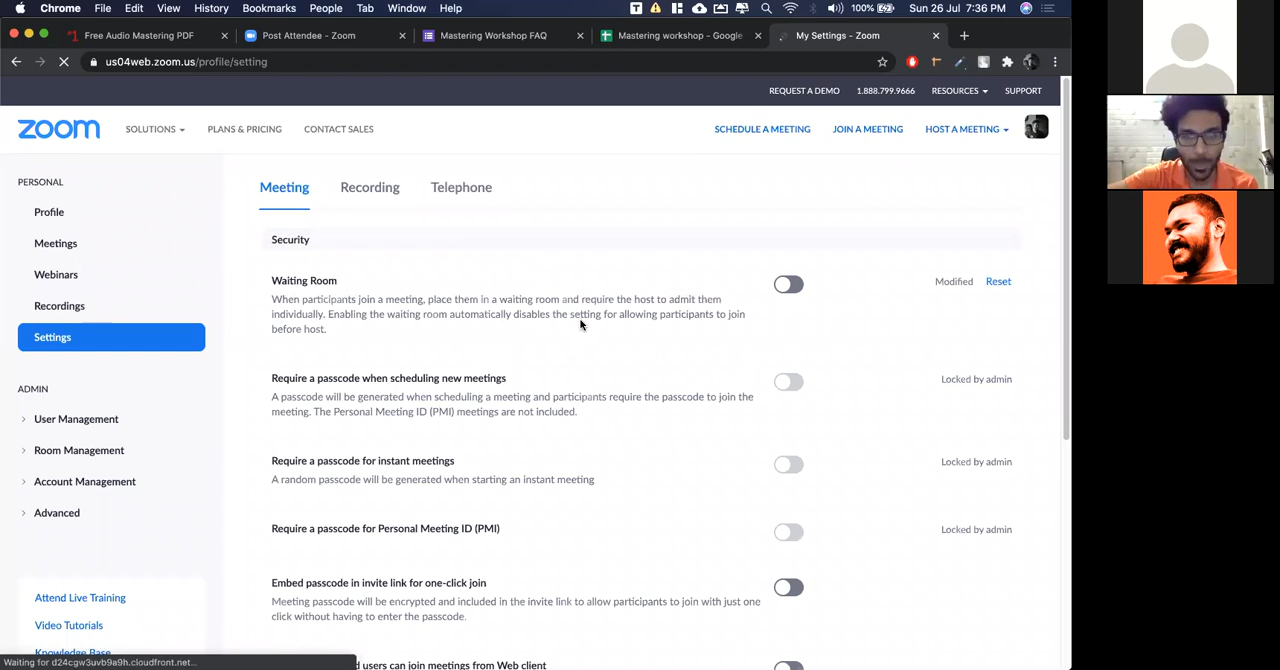 Chrome File Edit View History Bookmarks People Tab Window Help 100% Sun 26 Jul 7:36 PM
Free Audio Mastering PDF Post Attendee - Zoom Mastering Workshop FAQ Mastering workshop - Google My Settings - Zoom
us04web.zoom.us/profile/setting
REQUEST A DEMO 1.888.799.9666 RESOURCES SUPPORT
zoom SOLUTIONS PLANS & PRICING CONTACT SALES SCHEDULE A MEETING JOIN A MEETING HOST A MEETING
PERSONAL
Profile
Meetings
Webinars
Recordings
Settings
ADMIN
User Management
Room Management
Account Management
Advanced
Attend Live Training
Video Tutorials
Knowledge Base
Meeting Recording Telephone
Security
Waiting Room
Modified Reset
When participants join a meeting, place them in a waiting room and require the host to admit them
individually. Enabling the waiting room automatically disables the setting for allowing participants to join
before host.
Require a passcode when scheduling new meetings
Locked by admin
A passcode will be generated when scheduling a meeting and participants require the passcode to join the
meeting. The Personal Meeting ID (PMI) meetings are not included.
Require a passcode for instant meetings
Locked by admin
A random passcode will be generated when starting an instant meeting
Require a passcode for Personal Meeting ID (PMI)
Locked by admin
Embed passcode in invite link for one-click join
Meeting passcode will be encrypted and included in the invite link to allow participants to join with just one
click without having to enter the passcode.
users can join meetings from Web client
Waiting for d24cgw3uvb9a9h.cloudfront.net...